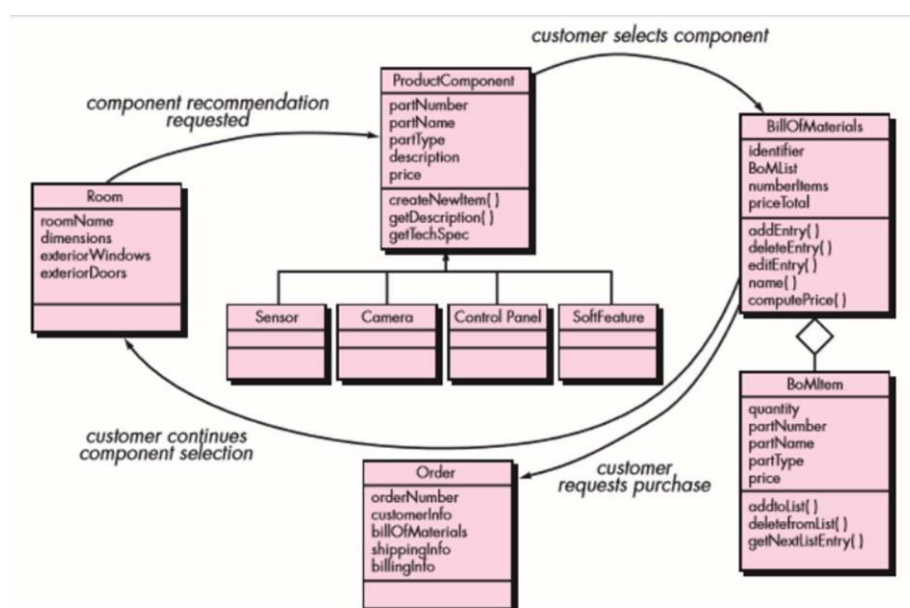 customer selects component
component recommendation
requested
ProductComponent
partNumber
partName
partType
description
price
createNewItem( )
getDescription( )
getTechSpec
BillOfMaterials
identifier
BoMList
numberItems
priceTotal
addEntry( )
deleteEntry( )
editEntry( )
name( )
computePrice( )
Room
roomName
dimensions
exteriorWindows
exteriorDoors
Sensor
Camera
Control Panel
SoftFeature
BoMItem
quantity
partNumber
partName
partType
price
addtoList( )
deletefromList( )
getNextListEntry( )
customer continues
component selection
customer
requests purchase
Order
orderNumber
customerInfo
billOfMaterials
shippingInfo
billingInfo